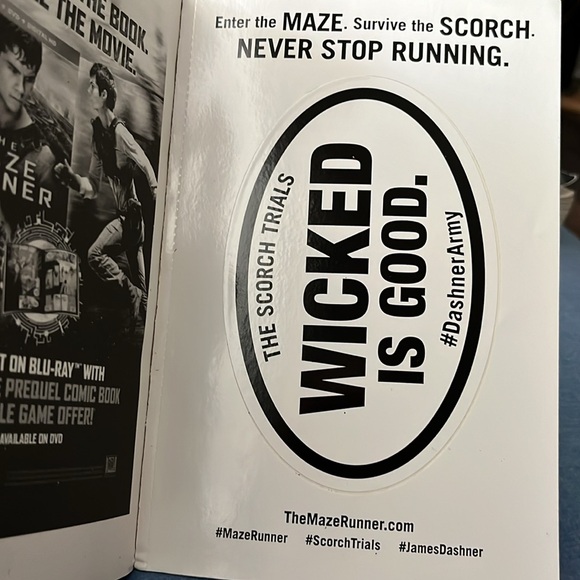 THE BOOK.
THE MOVIE.
THE
ZE
NER
ON BLU-RAY™ WITH
PREQUEL COMIC BOOK
GAME OFFER!
AVAILABLE ON DVD
Enter the MAZE. Survive the SCORCH.
NEVER STOP RUNNING.
THE SCORCH TRIALS
WICKED
IS GOOD.
#DashnerArmy
TheMazeRunner.com
#MazeRunner #ScorchTrials #JamesDashner